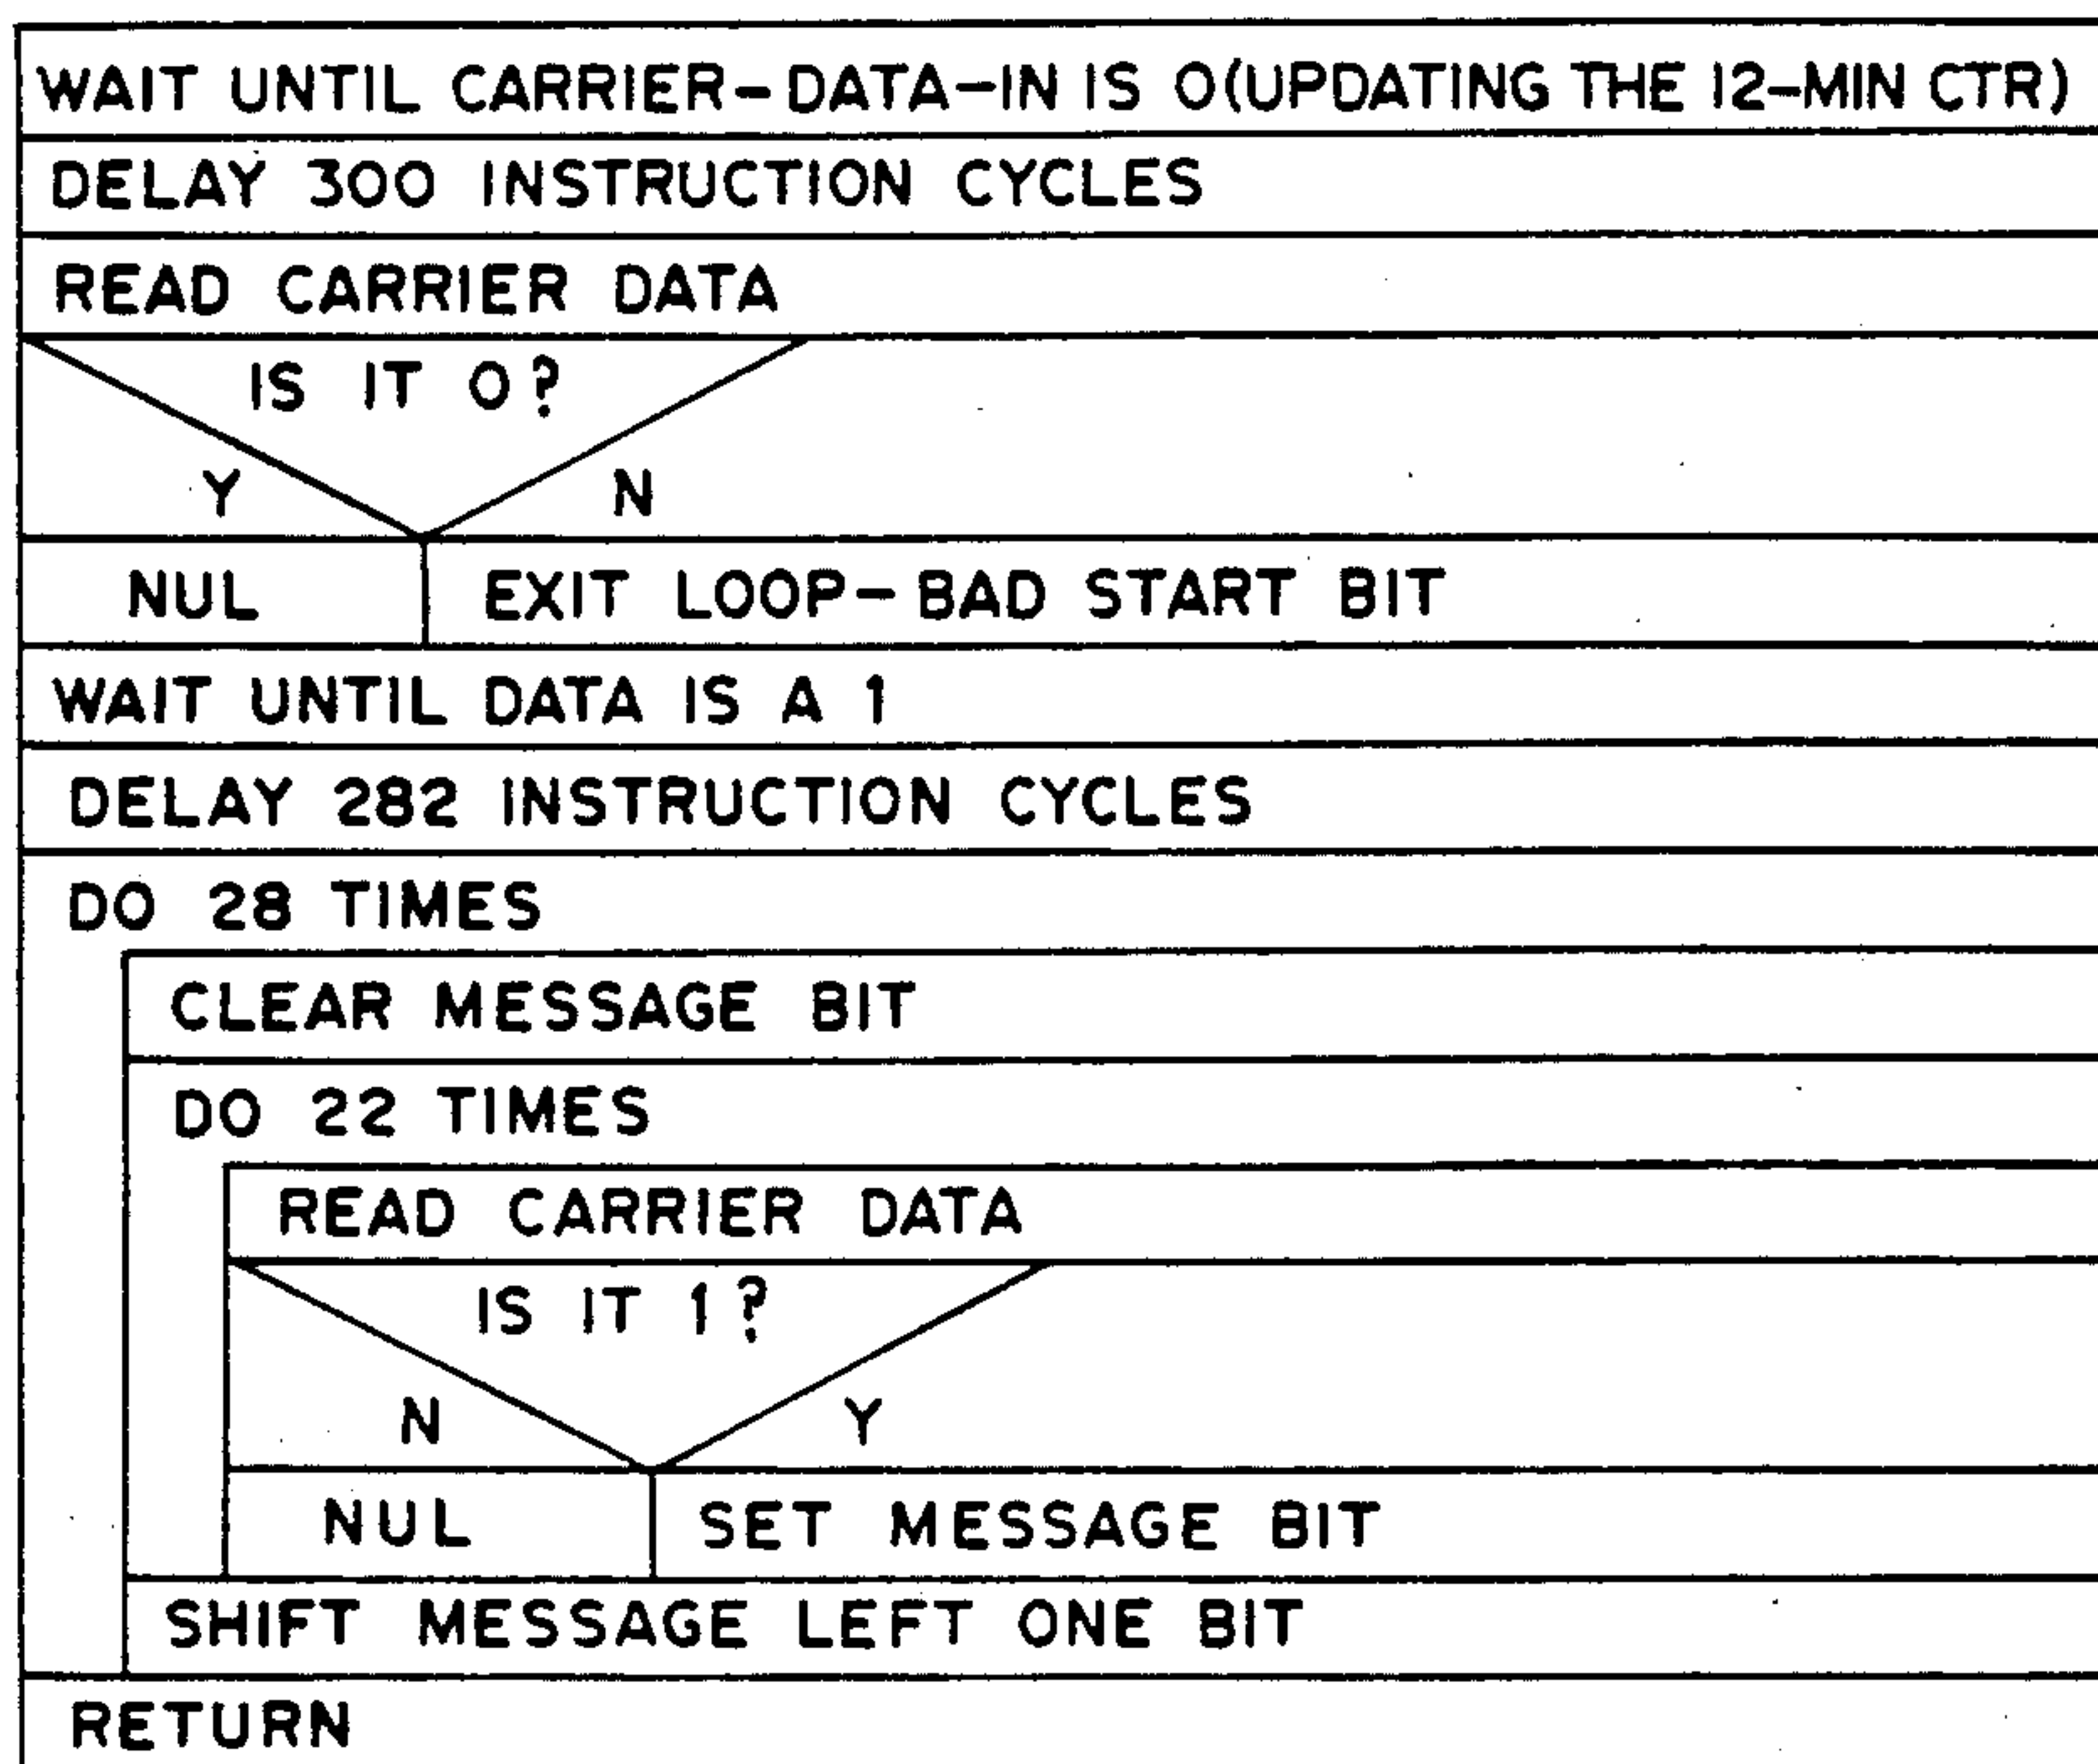 WAIT UNTIL CARRIER-DATA-IN IS 0(UPDATING THE 12-MIN CTR)
DELAY 300 INSTRUCTION CYCLES
READ CARRIER DATA
IS IT 0?
Y N
NUL EXIT LOOP-BAD START BIT
WAIT UNTIL DATA IS A 1
DELAY 282 INSTRUCTION CYCLES
DO 28 TIMES
CLEAR MESSAGE BIT
DO 22 TIMES
READ CARRIER DATA
IS IT 1?
N Y
NUL SET MESSAGE BIT
SHIFT MESSAGE LEFT ONE BIT
RETURN